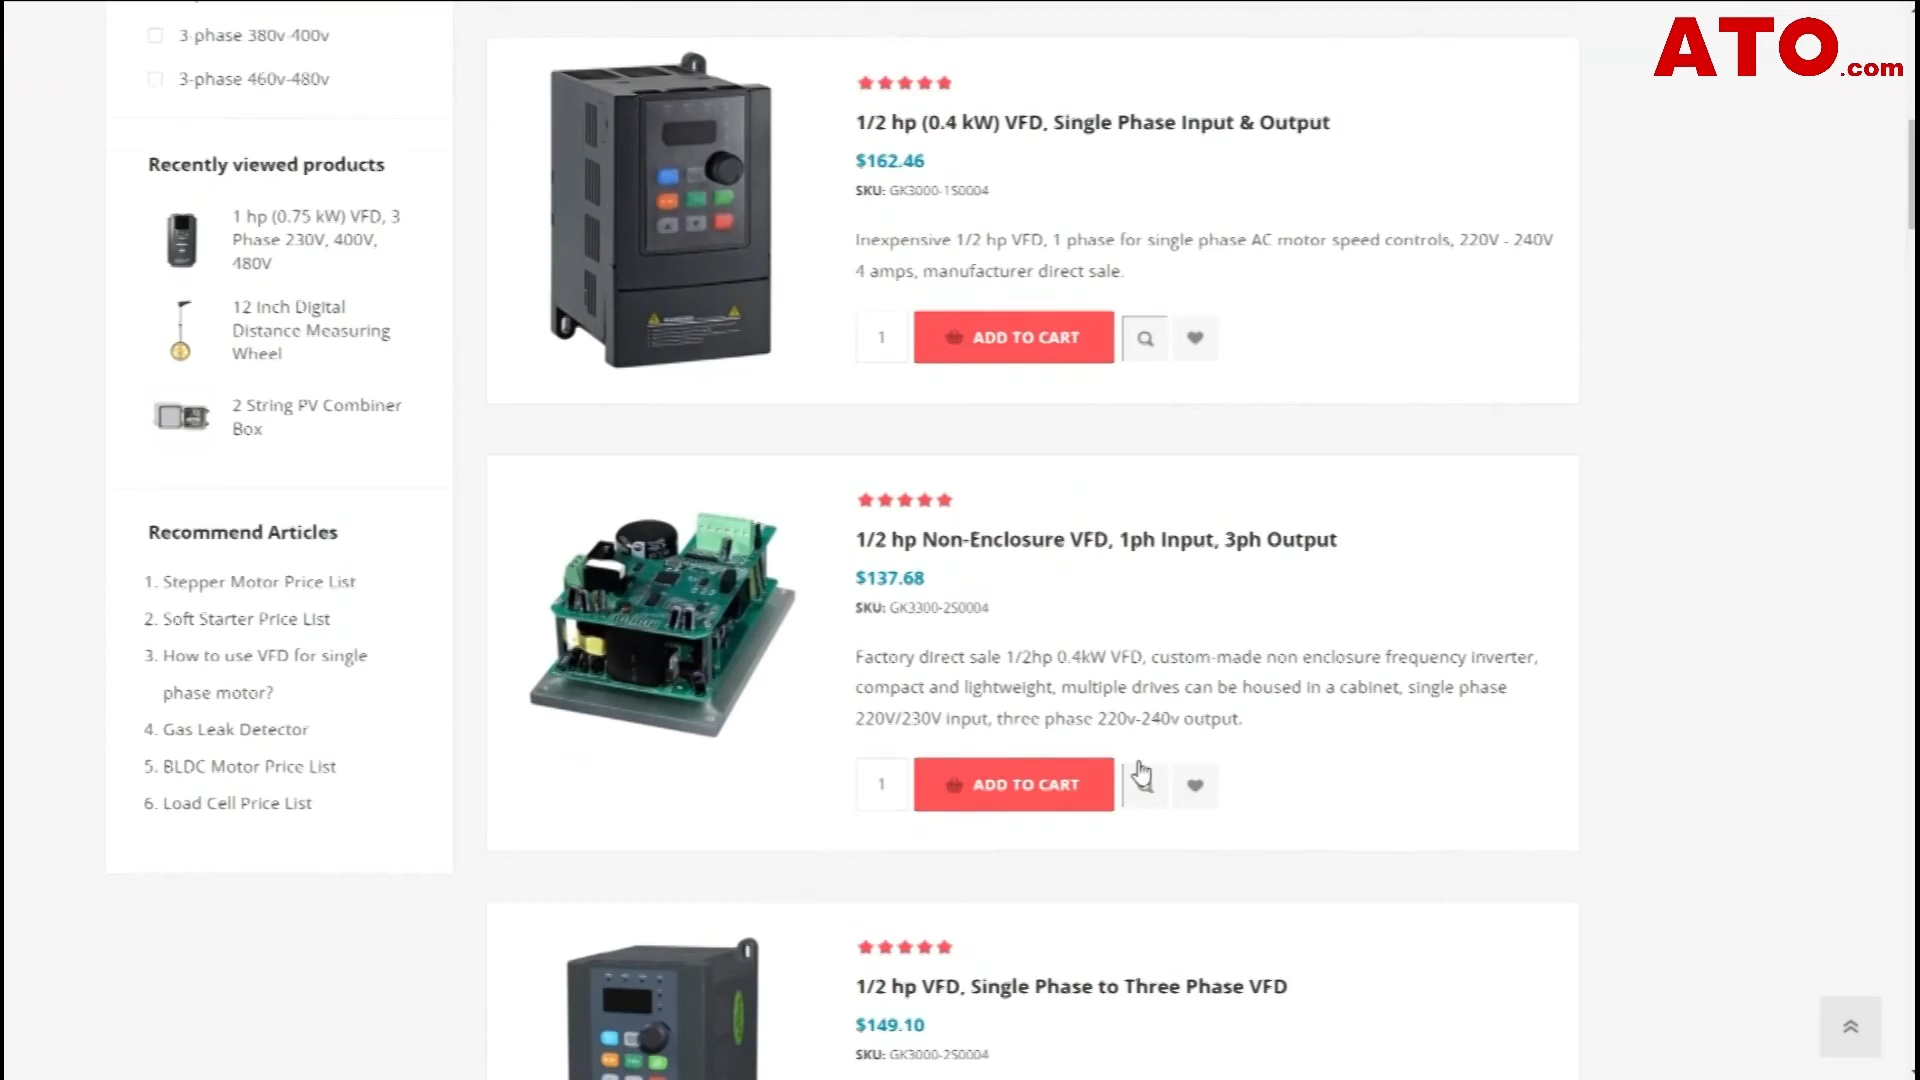 ATO.com
3-phase 380v-400v
3-phase 460v-480v
Recently viewed products
1 hp (0.75 kW) VFD, 3
Phase 230V, 400V,
480V
12 Inch Digital
Distance Measuring
Wheel
2 String PV Combiner
Box
Recommend Articles
1. Stepper Motor Price List
2. Soft Starter Price List
3. How to use VFD for single
phase motor?
4. Gas Leak Detector
5. BLDC Motor Price List
6. Load Cell Price List
1/2 hp (0.4 kW) VFD, Single Phase Input & Output
$162.46
SKU: GK3000-1S0004
Inexpensive 1/2 hp VFD, 1 phase for single phase AC motor speed controls, 220V - 240V
4 amps, manufacturer direct sale.
1 ADD TO CART
1/2 hp Non-Enclosure VFD, 1ph Input, 3ph Output
$137.68
SKU: GK3300-2S0004
Factory direct sale 1/2hp 0.4kW VFD, custom-made non enclosure frequency inverter,
compact and lightweight, multiple drives can be housed in a cabinet, single phase
220V/230V input, three phase 220v-240v output.
1 ADD TO CART
1/2 hp VFD, Single Phase to Three Phase VFD
$149.10
SKU: GK3000-2S0004